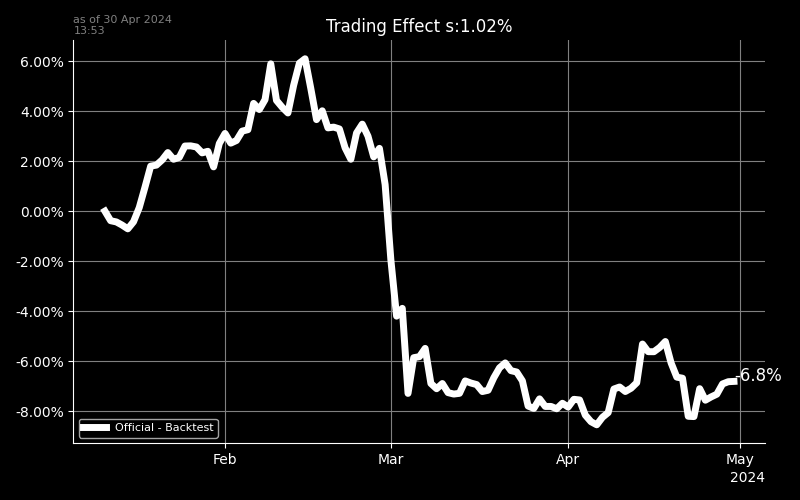 as of 30 Apr 2024
13:53
Trading Effect s:1.02%
6.00%
4.00%
2.00%
0.00%
-2.00%
-4.00%
-6.00%
-8.00%
-6.8%
Official - Backtest
Feb
Mar
Apr
May
2024